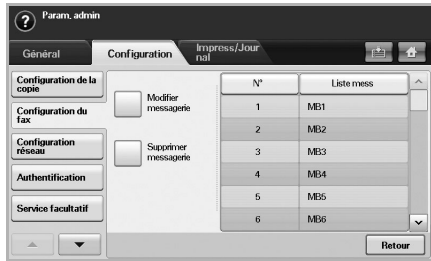 Param. admin
Général
Configuration
Impress/Jour
nal
Configuration de la
copie
Configuration du
fax
Configuration
réseau
Authentification
Service facultatif
Modifier
messagerie
Supprimer
messagerie
N° Liste mess
1 MB1
2 MB2
3 MB3
4 MB4
5 MB5
6 MB6
Retour